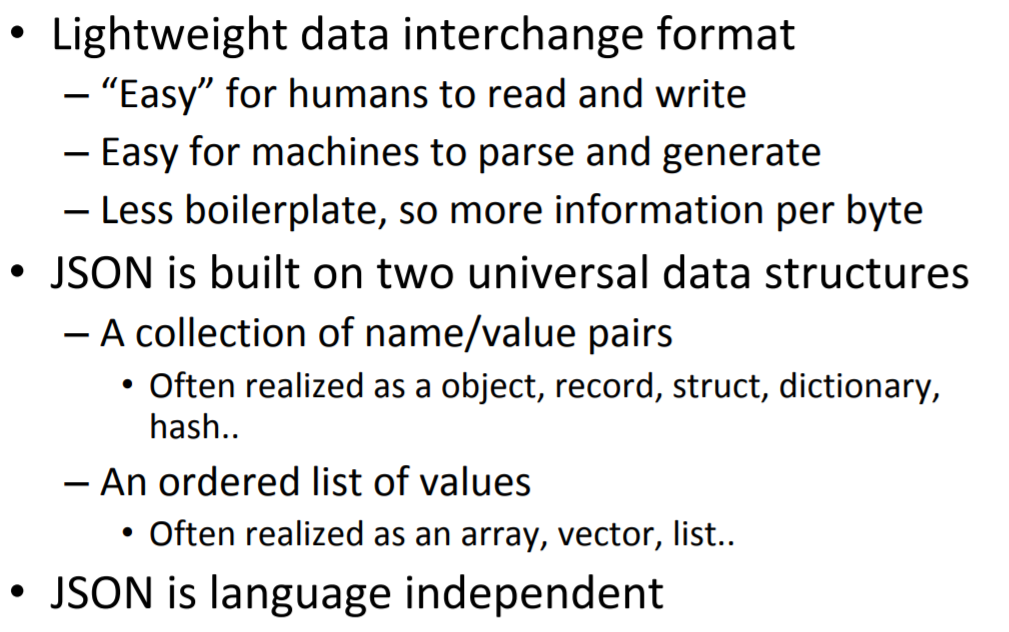 • Lightweight data interchange format
– “Easy” for humans to read and write
– Easy for machines to parse and generate
– Less boilerplate, so more information per byte
• JSON is built on two universal data structures
– A collection of name/value pairs
• Often realized as a object, record, struct, dictionary,
hash..
– An ordered list of values
• Often realized as an array, vector, list..
• JSON is language independent